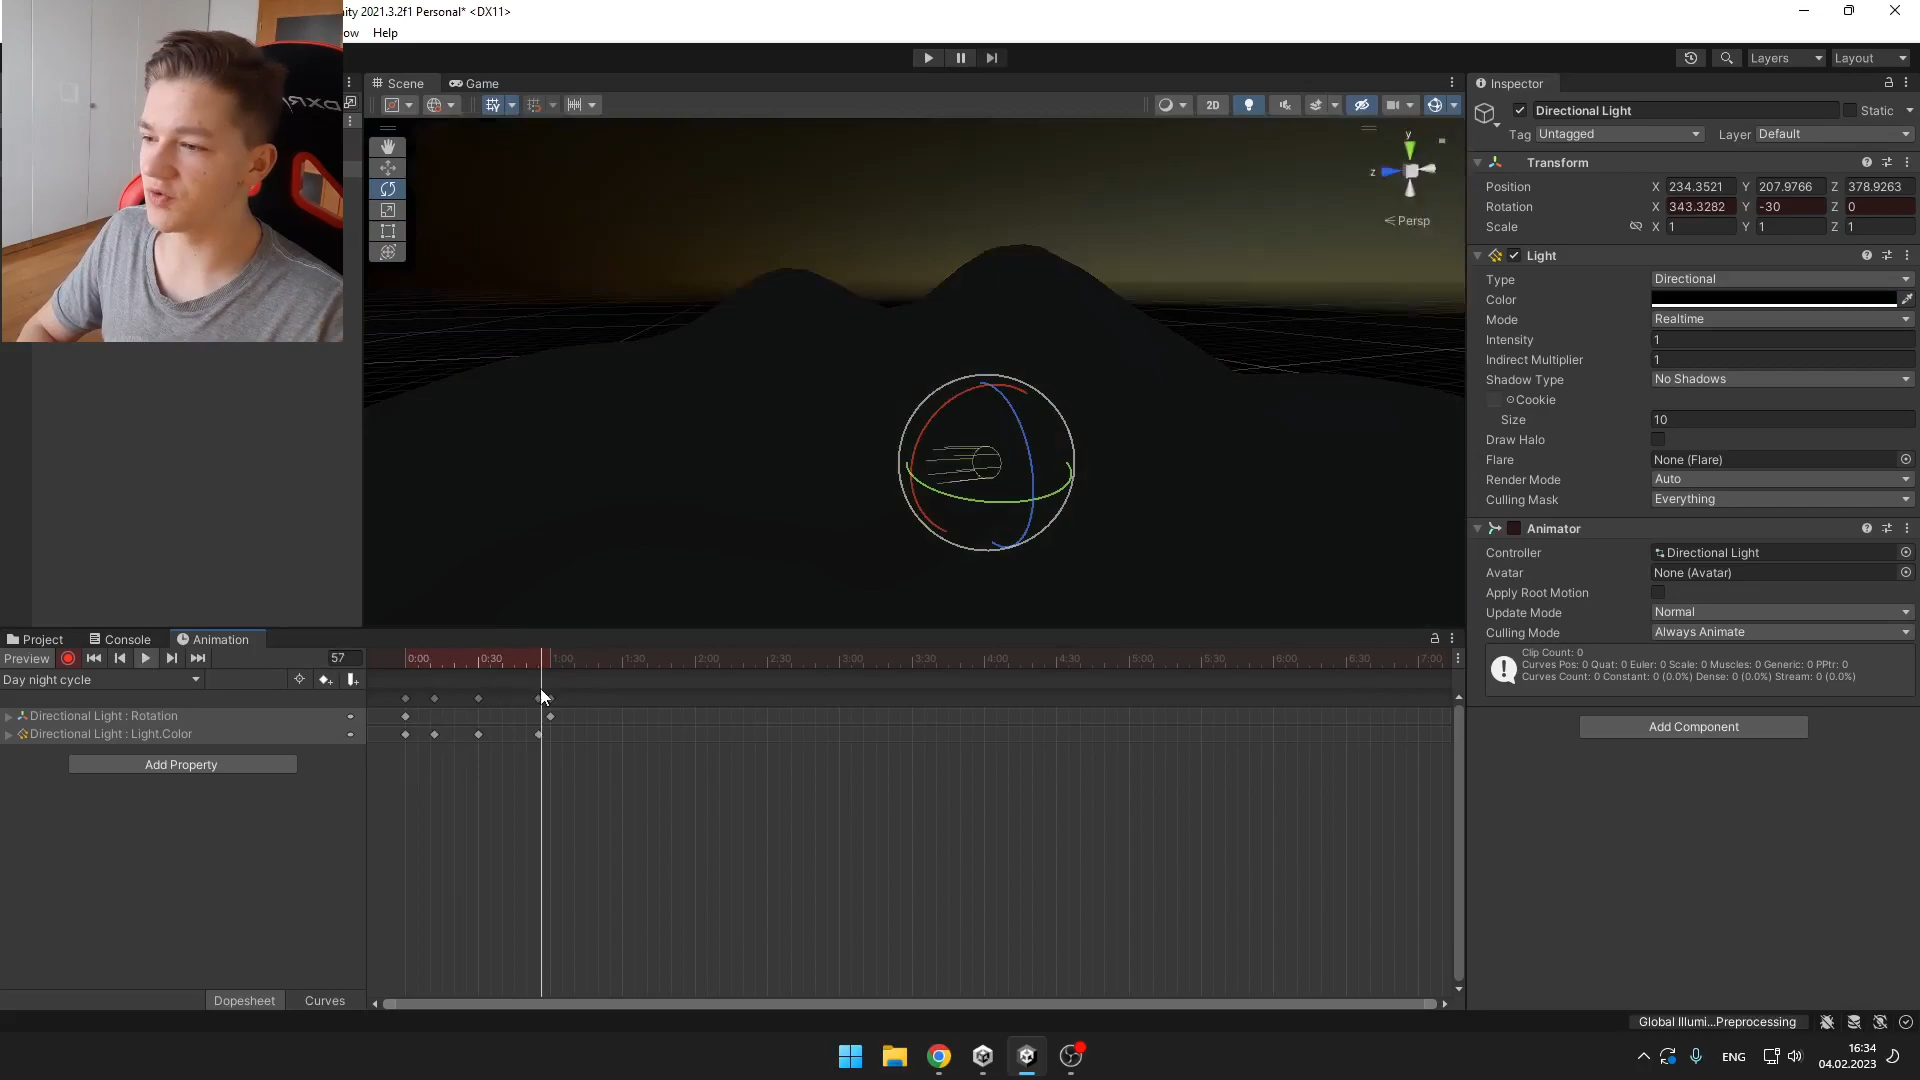 ity 2021.3.2f1 Personal* <DX11>
ow Help
Layers Layout
Scene Game
2D
y
z
< Persp
Inspector
Directional Light Static
Tag Untagged Layer Default
Transform
Position X 234.3521 Y 207.9766 Z 378.9263
Rotation X 343.3282 Y -30 Z 0
Scale X 1 Y 1 Z 1
Light
Type Directional
Color
Mode Realtime
Intensity 1
Indirect Multiplier 1
Shadow Type No Shadows
Cookie
Size 10
Draw Halo
Flare None (Flare)
Render Mode Auto
Culling Mask Everything
Animator
Controller Directional Light
Avatar None (Avatar)
Apply Root Motion
Update Mode Normal
Culling Mode Always Animate
Clip Count: 0
Curves Pos: 0 Quat: 0 Euler: 0 Scale: 0 Muscles: 0 Generic: 0 PPtr: 0
Curves Count: 0 Constant: 0 (0.0%) Dense: 0 (0.0%) Stream: 0 (0.0%)
Add Component
Project Console Animation
Preview 57 0:00 0:30 1:00 1:30 2:00 2:30 3:00 3:30 4:00 4:30 5:00 5:30 6:00 6:30 7:00
Day night cycle
Directional Light : Rotation
Directional Light : Light.Color
Add Property
Dopesheet Curves
Global Illumi...Preprocessing
ENG
16:34
04.02.2023